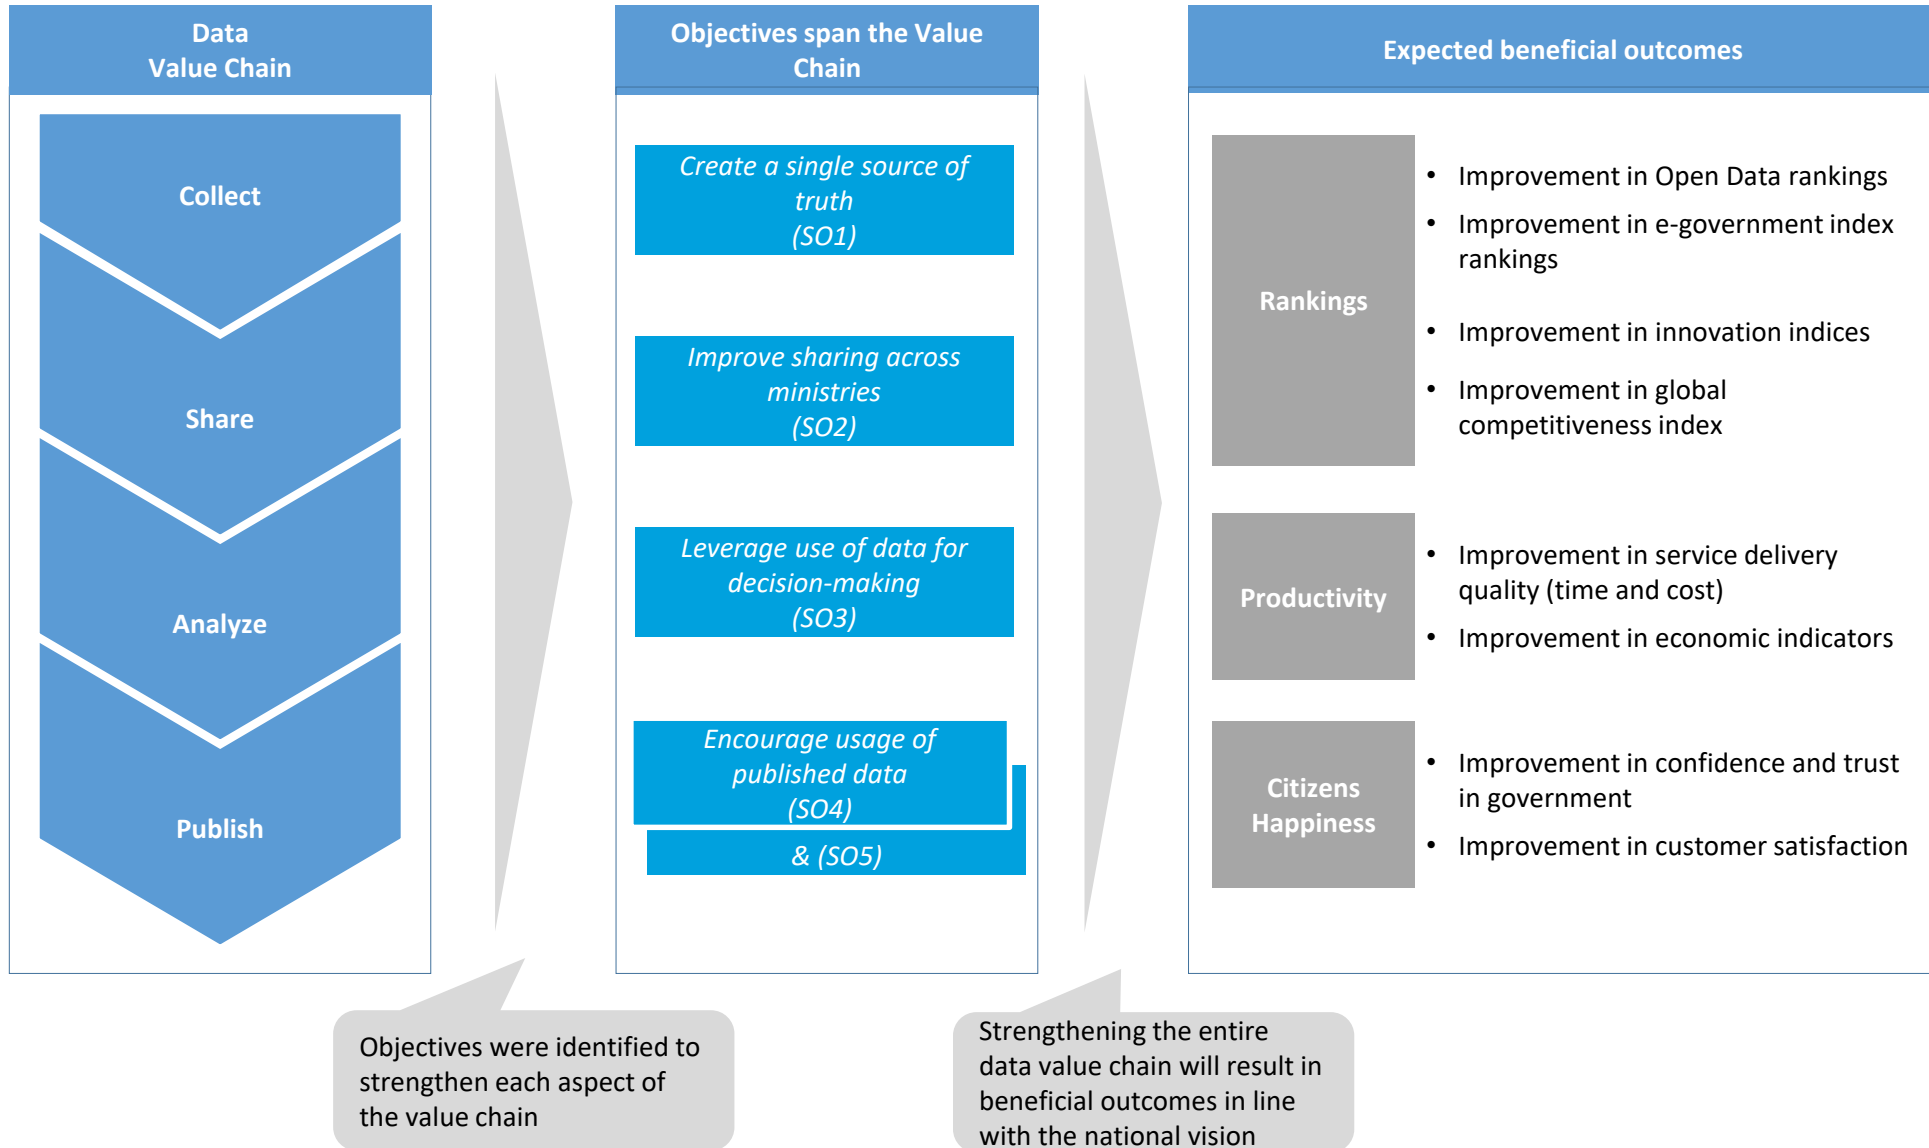 Data
Value Chain
Collect
Share
Analyze
Publish
Objectives span the Value
Chain
Create a single source of
truth
(SO1)
Improve sharing across
ministries
(SO2)
Leverage use of data for
decision-making
(SO3)
Encourage usage of
published data
(SO4)
& (SO5)
Expected beneficial outcomes
Rankings
• Improvement in Open Data rankings
• Improvement in e-government index
rankings
• Improvement in innovation indices
• Improvement in global
competitiveness index
Productivity
• Improvement in service delivery
quality (time and cost)
• Improvement in economic indicators
Citizens
Happiness
• Improvement in confidence and trust
in government
• Improvement in customer satisfaction
Objectives were identified to
strengthen each aspect of
the value chain
Strengthening the entire
data value chain will result in
beneficial outcomes in line
with the national vision